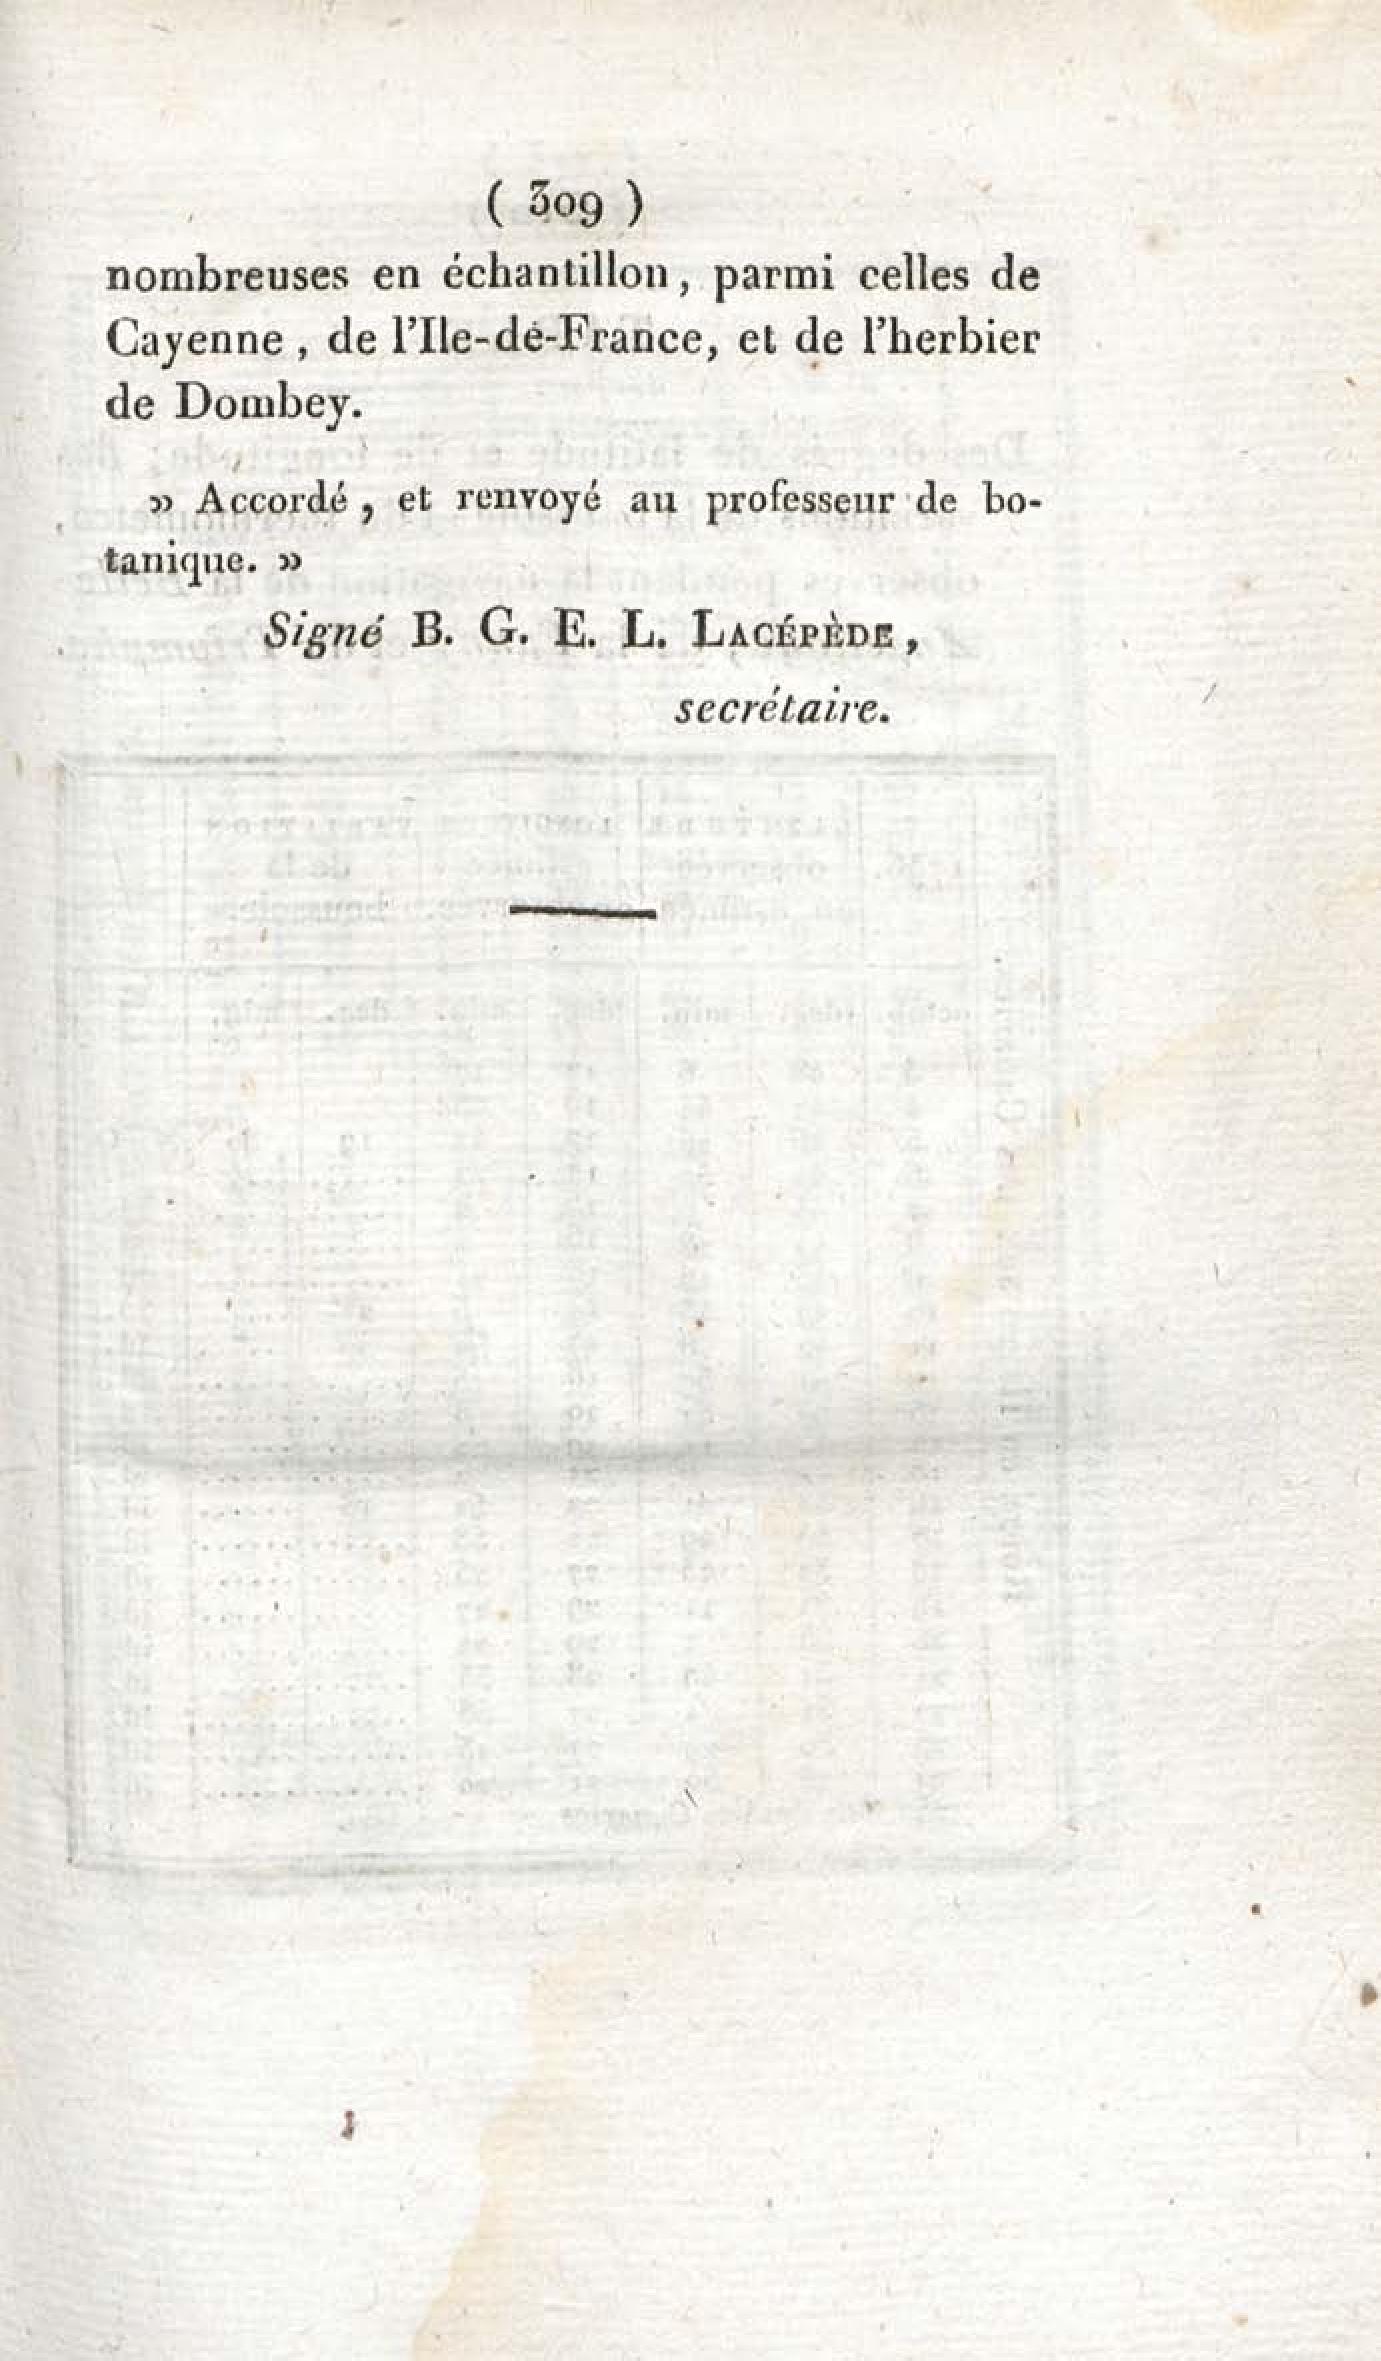 ( 309 )
nombreuses en échantillon, parmi celles de
Cayenne, de l'Ile-de-France, et de l'herbier
de Dombey.
» Accordé, et renvoyé au professeur de bo-
tanique. »
Signé B. G. E. L. LACÉPÈDE,
secrétaire.